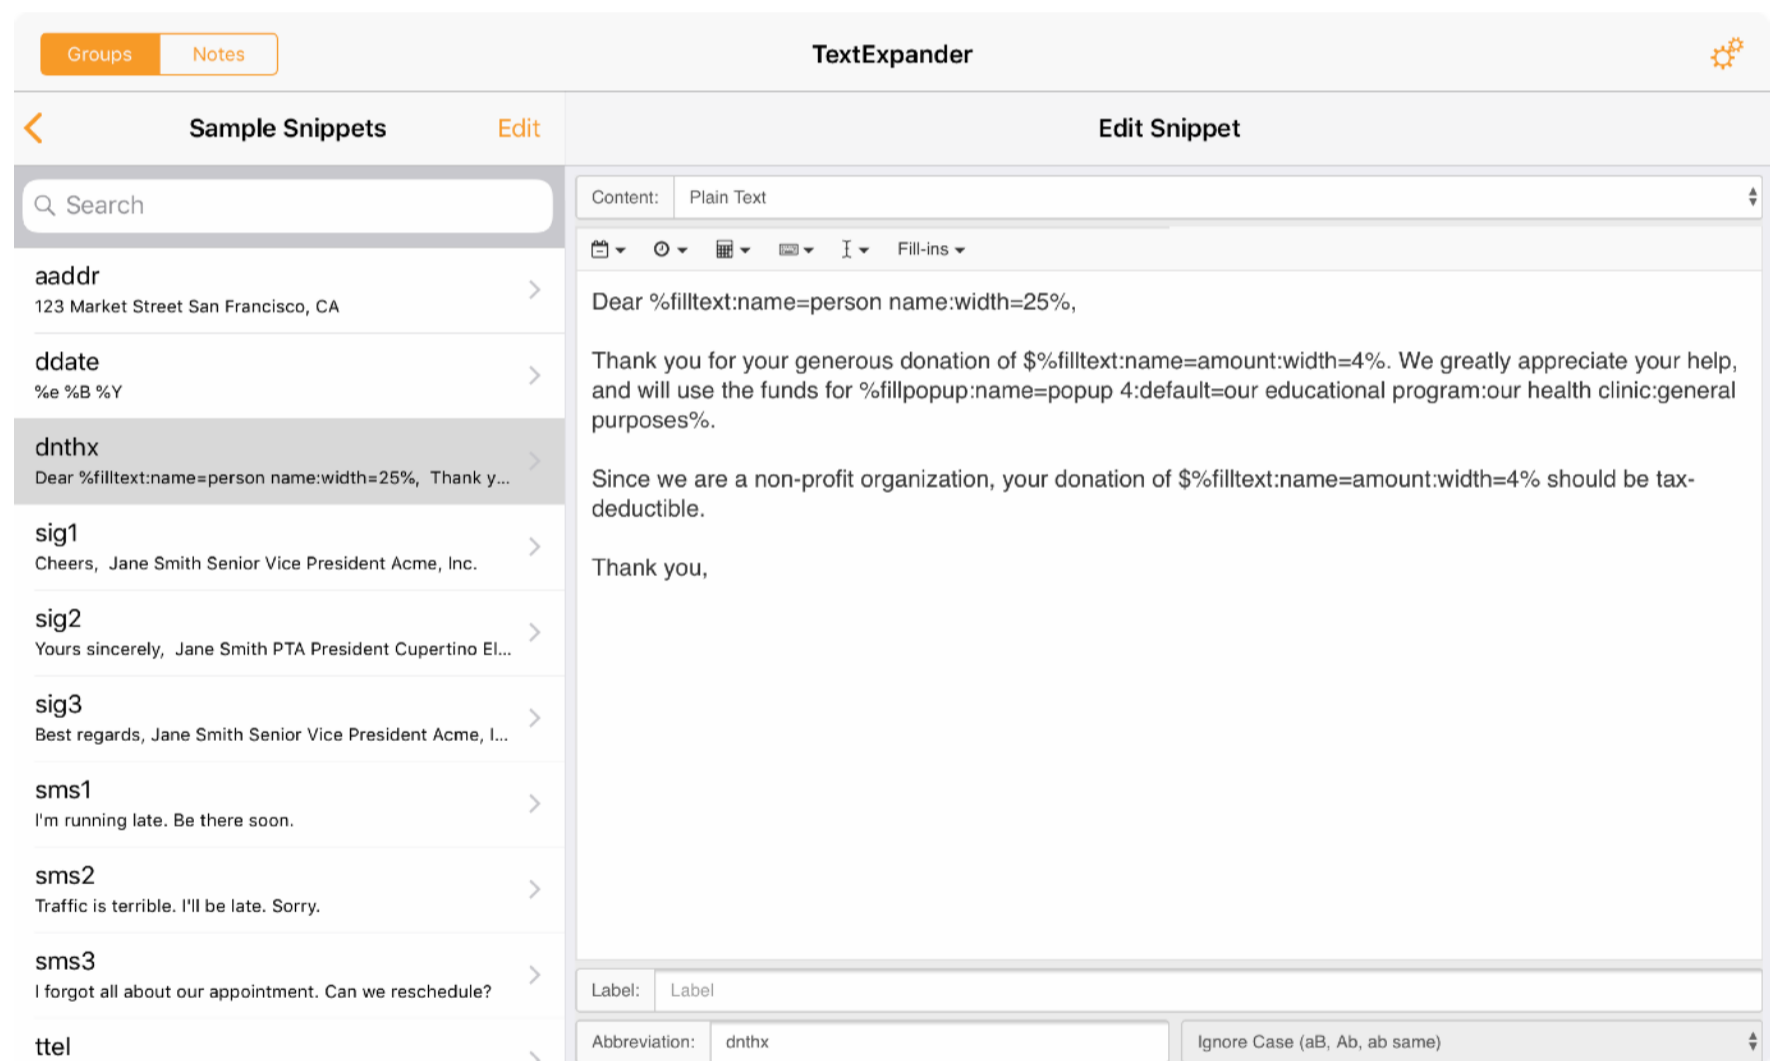 Groups
Notes
TextExpander
Sample Snippets
Edit
Edit Snippet
Search
aaddr
123 Market Street San Francisco, CA
ddate
%e %B %Y
dnthx
Dear %filltext:name=person name:width=25%,  Thank y...
sig1
Cheers,  Jane Smith Senior Vice President Acme, Inc.
sig2
Yours sincerely,  Jane Smith PTA President Cupertino El...
sig3
Best regards, Jane Smith Senior Vice President Acme, I...
sms1
I'm running late. Be there soon.
sms2
Traffic is terrible. I'll be late. Sorry.
sms3
I forgot all about our appointment. Can we reschedule?
ttel
Content:
Plain Text
Fill-ins
Dear %filltext:name=person name:width=25%,
Thank you for your generous donation of $%filltext:name=amount:width=4%. We greatly appreciate your help,
and will use the funds for %fillpopup:name=popup 4:default=our educational program:our health clinic:general
purposes%.
Since we are a non-profit organization, your donation of $%filltext:name=amount:width=4% should be tax-
deductible.
Thank you,
Label:
Label
Abbreviation:
dnthx
Ignore Case (aB, Ab, ab same)